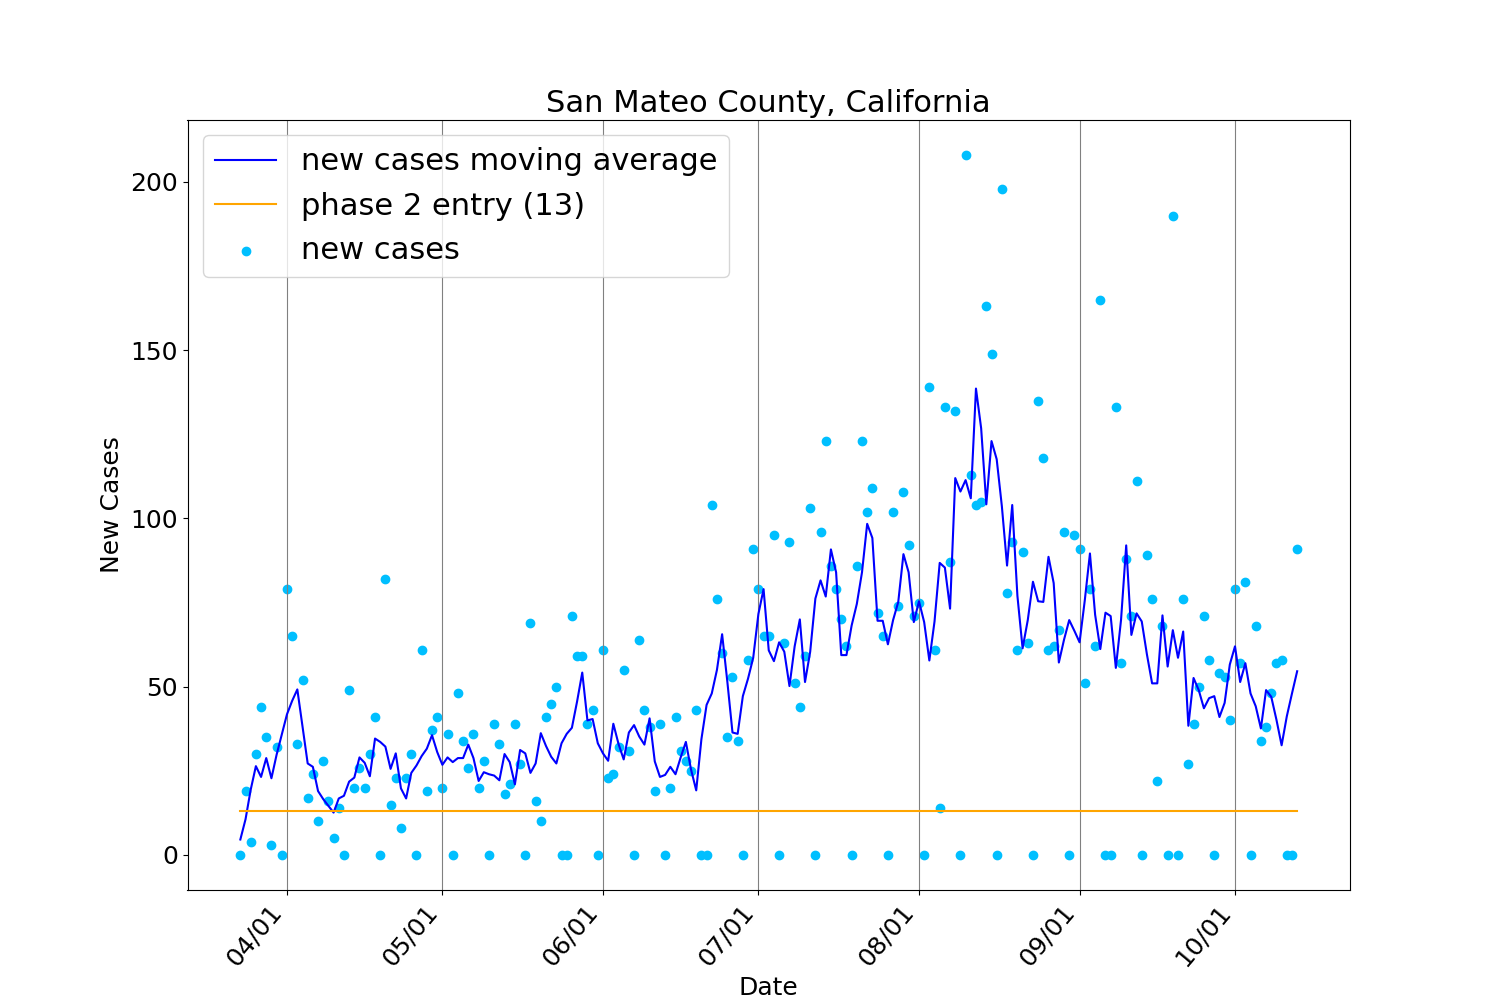 San Mateo County, California
new cases moving average
phase 2 entry (13)
new cases
200
150
100
50
0
New Cases
04/01
05/01
06/01
07/01
08/01
09/01
10/01
Date